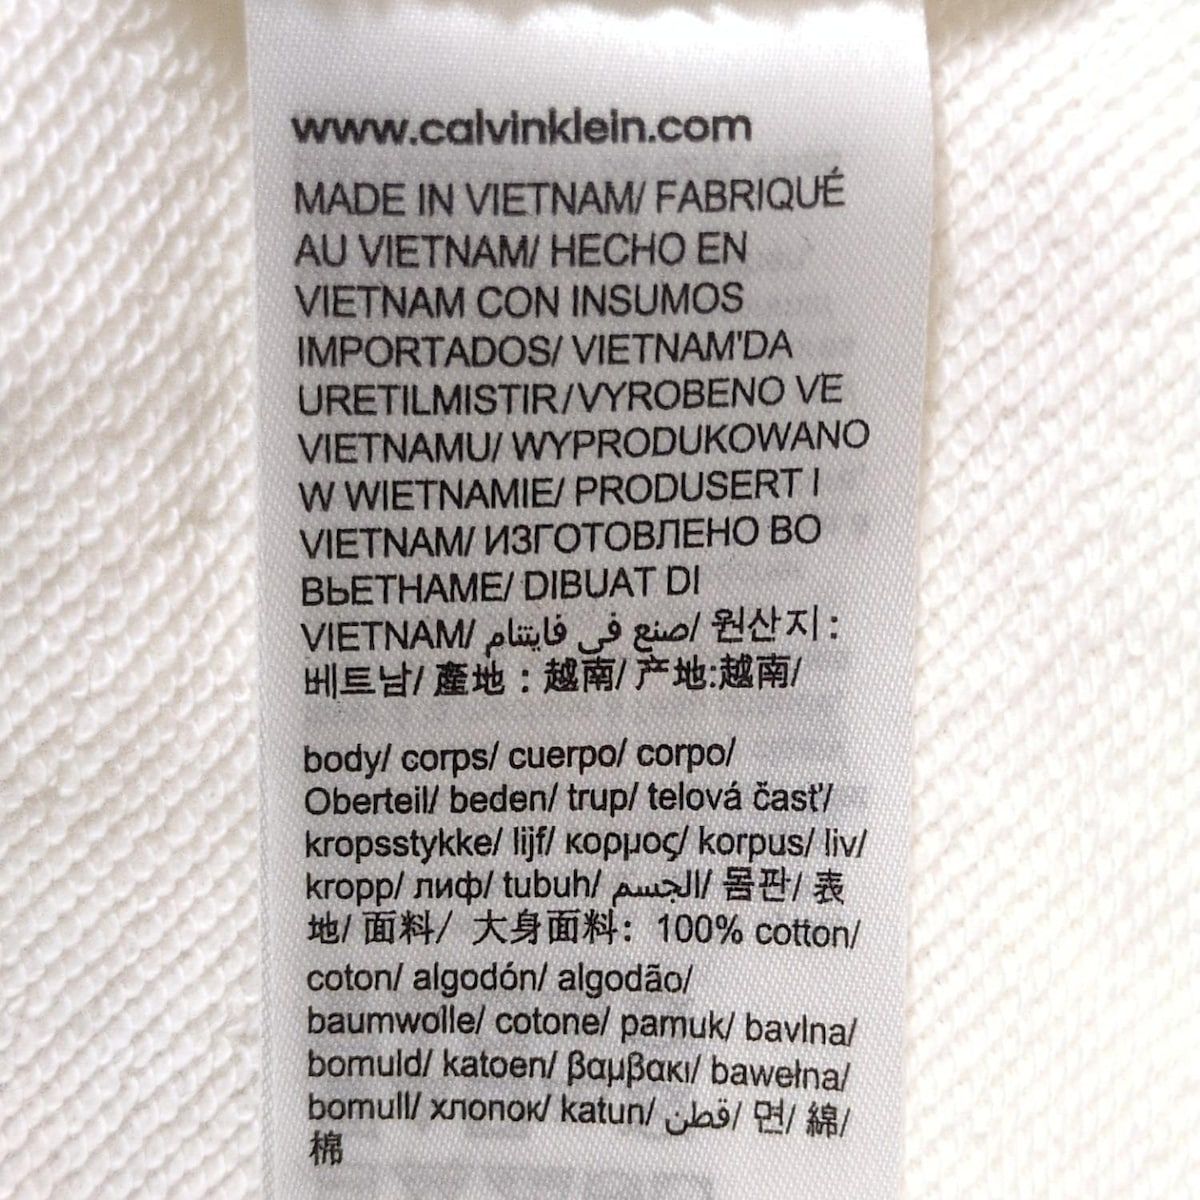 www.calvinklein.com
MADE IN VIETNAM/ FABRIQUÉ
AU VIETNAM/ HECHO EN
VIETNAM CON INSUMOS
IMPORTADOS/ VIETNAM'DA
URETILMISTIR/VYROBENO VE
VIETNAMU/ WYPRODUKOWANO
W WIETNAMIE/ PRODUSERT I
VIETNAM/ ИЗГОТОВЛЕНО ВО
ВЬЕТНАМЕ/ DIBUAT DI
VIETNAM/ صنع في فايتنام/ 원산지 :
베트남/ 產地 : 越南/ 产地:越南/
body/ corps/ cuerpo/ corpo/
Oberteil/ beden/ trup/ telová časť/
kropsstykke/ lijf/ κορμος/ korpus/ liv/
kropp/ лиф/ tubuh/ الجسم/ 몸판/ 表
地/ 面料/ 大身面料: 100% cotton/
coton/ algodón/ algodão/
baumwolle/ cotone/ pamuk/ bavlna/
bomuld/ katoen/ βαμβακι/ bawełna/
bomull/ хлопок/ katun/ قطن/ 면/ 綿/
棉